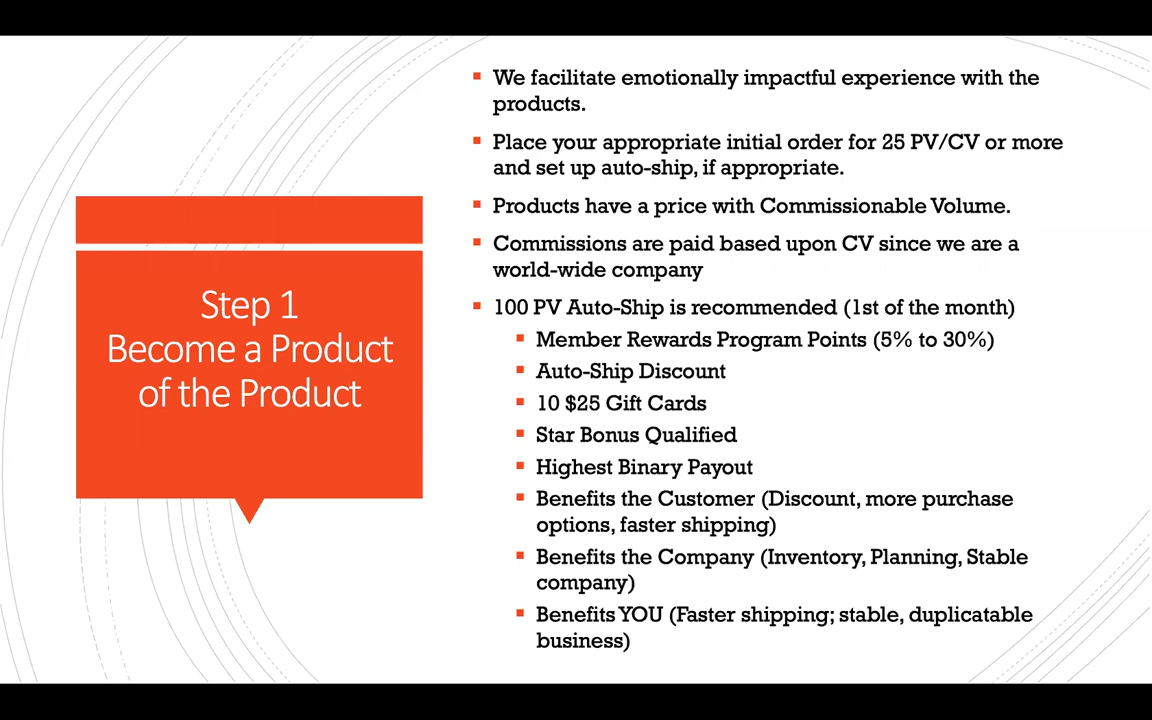 Step 1
Become a Product
of the Product
We facilitate emotionally impactful experience with the
products.
Place your appropriate initial order for 25 PV/CV or more
and set up auto-ship, if appropriate.
Products have a price with Commissionable Volume.
Commissions are paid based upon CV since we are a
world-wide company
100 PV Auto-Ship is recommended (1st of the month)
Member Rewards Program Points (5% to 30%)
Auto-Ship Discount
10 $25 Gift Cards
Star Bonus Qualified
Highest Binary Payout
Benefits the Customer (Discount, more purchase
options, faster shipping)
Benefits the Company (Inventory, Planning, Stable
company)
Benefits YOU (Faster shipping; stable, duplicatable
business)